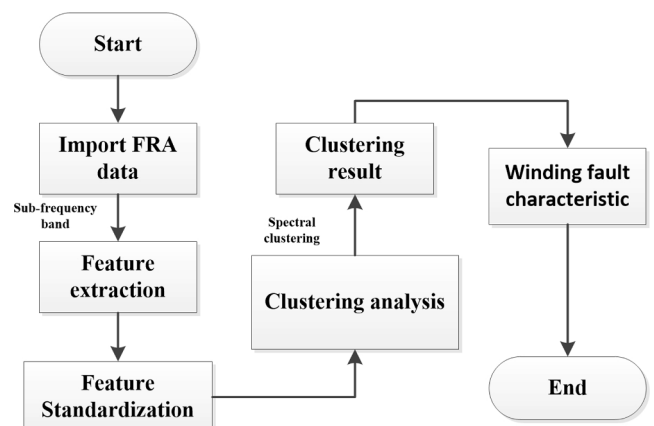 Start
Import FRA
data
Sub-frequency
band
Feature
extraction
Feature
Standardization
Clustering analysis
Spectral
clustering
Clustering
result
Winding fault
characteristic
End